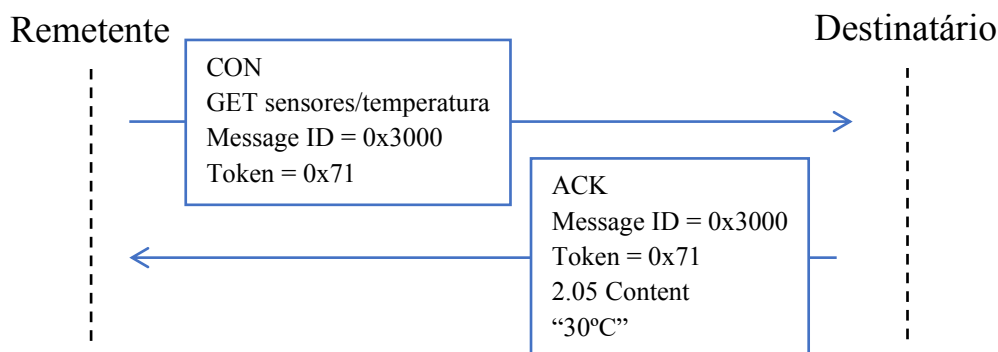 Remetente
Destinatário
CON
GET sensores/temperatura
Message ID = 0x3000
Token = 0x71
ACK
Message ID = 0x3000
Token = 0x71
2.05 Content
“30ºC”